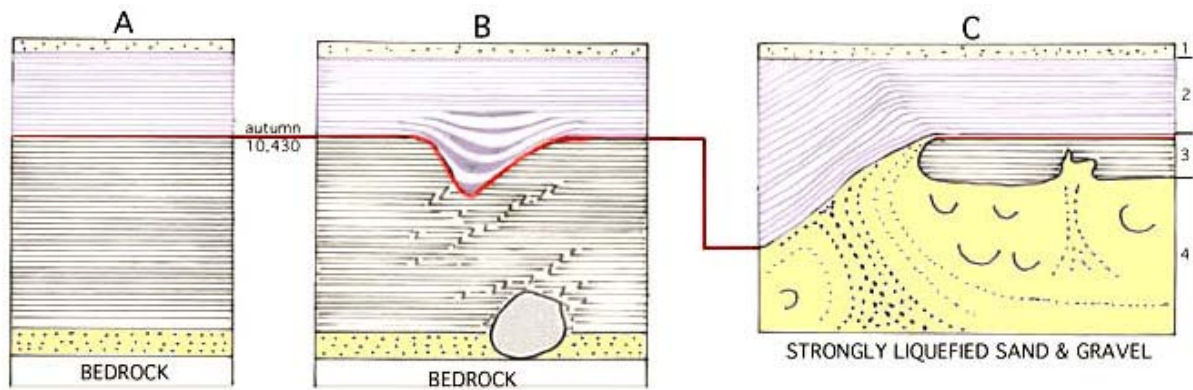 A
B
C
autumn
10,430
1
2
3
4
BEDROCK
BEDROCK
STRONGLY LIQUEFIED SAND & GRAVEL